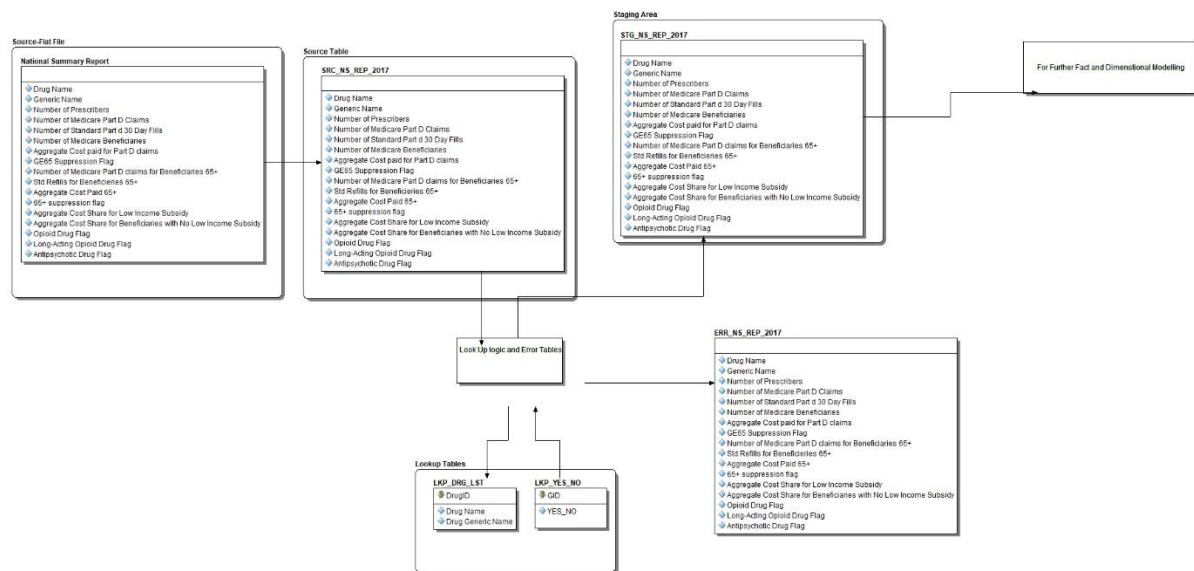 Source-Flat File
National Summary Report
Drug Name
Generic Name
Number of Prescribers
Number of Medicare Part D Claims
Number of Standard Part d 30 Day Fills
Number of Medicare Beneficiaries
Aggregate Cost paid for Part D claims
GE65 Suppression Flag
Number of Medicare Part D claims for Beneficiaries 65+
Std Refills for Beneficieries 65+
Aggregate Cost Paid 65+
65+ suppression flag
Aggregate Cost Share for Low Income Subsidy
Aggregate Cost Share for Beneficiaries with No Low Income Subsidy
Opioid Drug Flag
Long-Acting Opioid Drug Flag
Antipsychotic Drug Flag
Source Table
SRC_NS_REP_2017
Drug Name
Generic Name
Number of Prescribers
Number of Medicare Part D Claims
Number of Standard Part d 30 Day Fills
Number of Medicare Beneficiaries
Aggregate Cost paid for Part D claims
GE65 Suppression Flag
Number of Medicare Part D claims for Beneficiaries 65+
Std Refills for Beneficieries 65+
Aggregate Cost Paid 65+
65+ suppression flag
Aggregate Cost Share for Low Income Subsidy
Aggregate Cost Share for Beneficiaries with No Low Income Subsidy
Opioid Drug Flag
Long-Acting Opioid Drug Flag
Antipsychotic Drug Flag
Staging Area
STG_NS_REP_2017
Drug Name
Generic Name
Number of Prescribers
Number of Medicare Part D Claims
Number of Standard Part d 30 Day Fills
Number of Medicare Beneficiaries
Aggregate Cost paid for Part D claims
GE65 Suppression Flag
Number of Medicare Part D claims for Beneficiaries 65+
Std Refills for Beneficieries 65+
Aggregate Cost Paid 65+
65+ suppression flag
Aggregate Cost Share for Low Income Subsidy
Aggregate Cost Share for Beneficiaries with No Low Income Subsidy
Opioid Drug Flag
Long-Acting Opioid Drug Flag
Antipsychotic Drug Flag
For Further Fact and Dimenstional Modelling
Look Up logic and Error Tables
ERR_NS_REP_2017
Drug Name
Generic Name
Number of Prescribers
Number of Medicare Part D Claims
Number of Standard Part d 30 Day Fills
Number of Medicare Beneficiaries
Aggregate Cost paid for Part D claims
GE65 Suppression Flag
Number of Medicare Part D claims for Beneficiaries 65+
Std Refills for Beneficieries 65+
Aggregate Cost Paid 65+
65+ suppression flag
Aggregate Cost Share for Low Income Subsidy
Aggregate Cost Share for Beneficiaries with No Low Income Subsidy
Opioid Drug Flag
Long-Acting Opioid Drug Flag
Antipsychotic Drug Flag
Lookup Tables
LKP_DRG_LST
DrugID
Drug Name
Drug Generic Name
LKP_YES_NO
GID
YES_NO